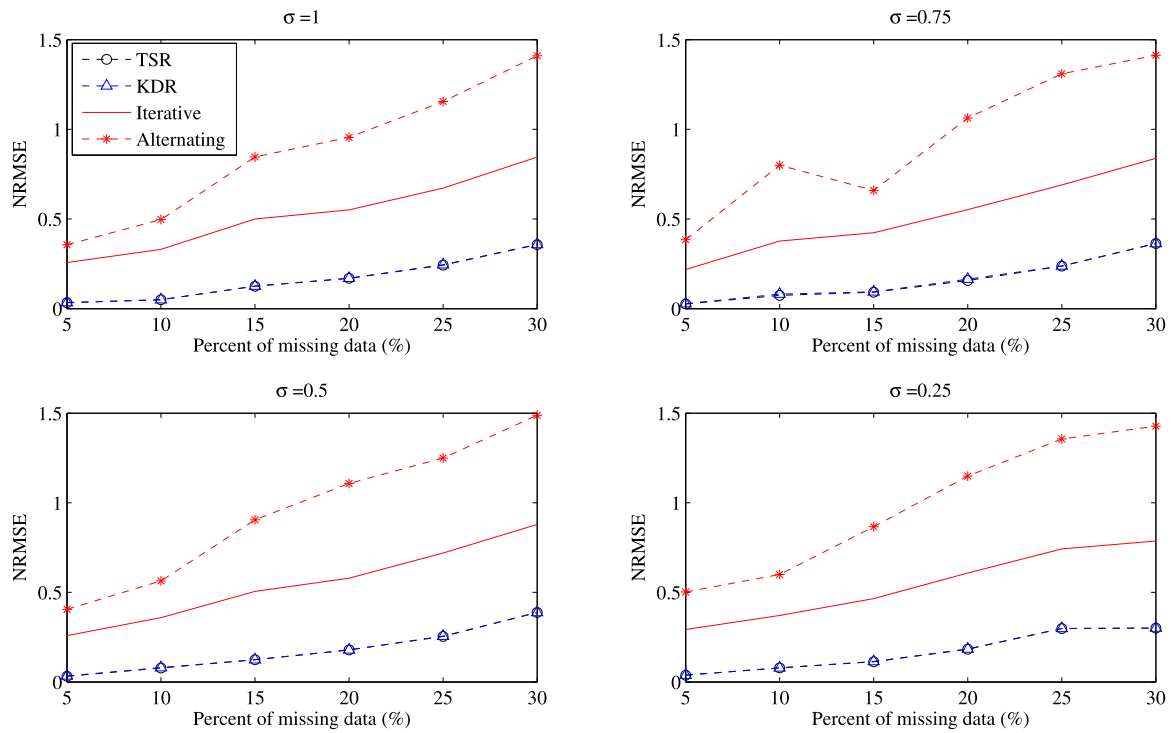 σ =1
1.5
1
0.5
0
NRMSE
TSR
KDR
Iterative
Alternating
5 10 15 20 25 30
Percent of missing data (%)
σ =0.75
1.5
1
0.5
0
NRMSE
5 10 15 20 25 30
Percent of missing data (%)
σ =0.5
1.5
1
0.5
0
NRMSE
5 10 15 20 25 30
Percent of missing data (%)
σ =0.25
1.5
1
0.5
0
NRMSE
5 10 15 20 25 30
Percent of missing data (%)